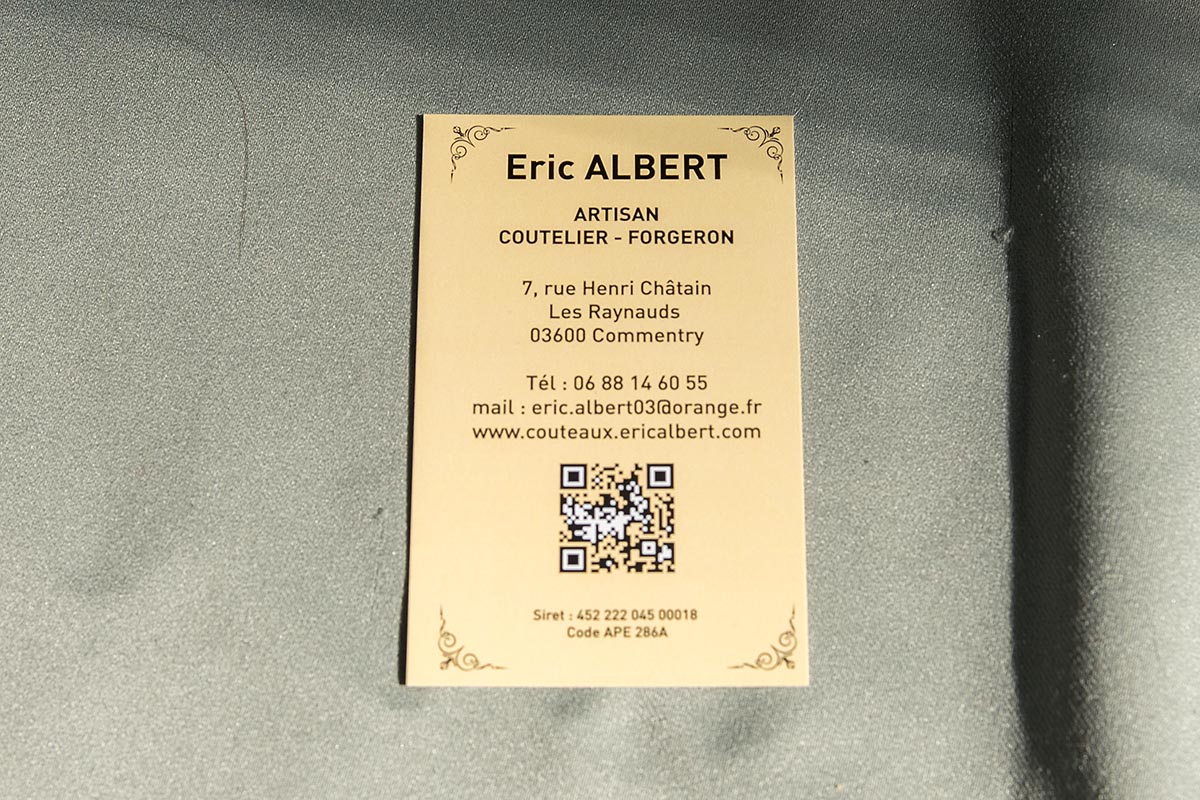 Eric ALBERT
ARTISAN
COUTELIER - FORGERON
7, rue Henri Châtain
Les Raynauds
03600 Commentry
Tél : 06 88 14 60 55
mail : eric.albert03@orange.fr
www.couteaux.ericalbert.com
Siret : 452 222 045 00018
Code APE 286A